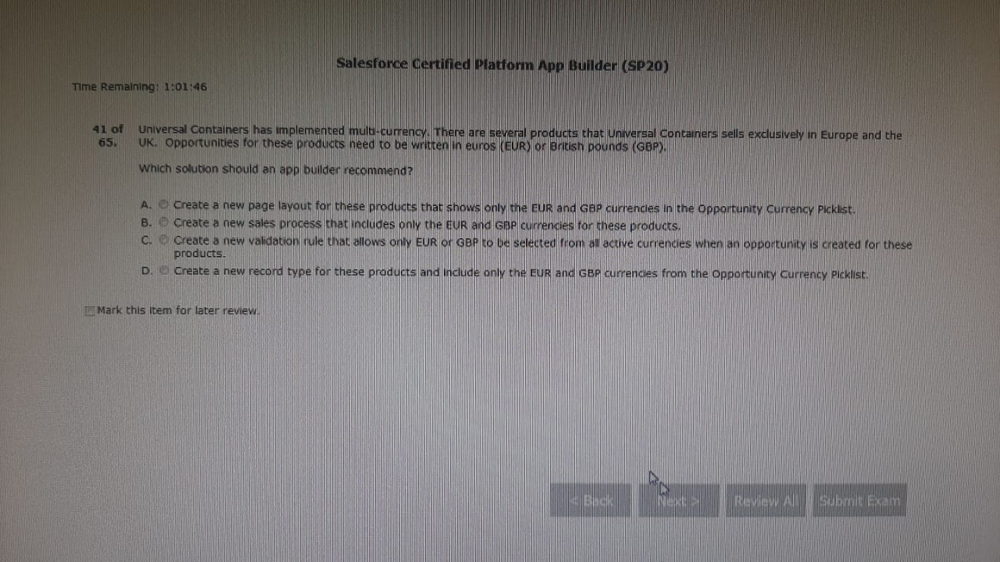 Salesforce Certified Platform App Builder (SP20)
Time Remaining: 1:01:46
41 of 65. Universal Containers has implemented multi-currency. There are several products that Universal Containers sells exclusively in Europe and the
UK. Opportunities for these products need to be written in euros (EUR) or British pounds (GBP).
Which solution should an app builder recommend?
A. Create a new page layout for these products that shows only the EUR and GBP currencies in the Opportunity Currency Picklist.
B. Create a new sales process that includes only the EUR and GBP currencies for these products.
C. Create a new validation rule that allows only EUR or GBP to be selected from all active currencies when an opportunity is created for these
products.
D. Create a new record type for these products and include only the EUR and GBP currencies from the Opportunity Currency Picklist.
Mark this item for later review.
< Back Next > Review All Submit Exam